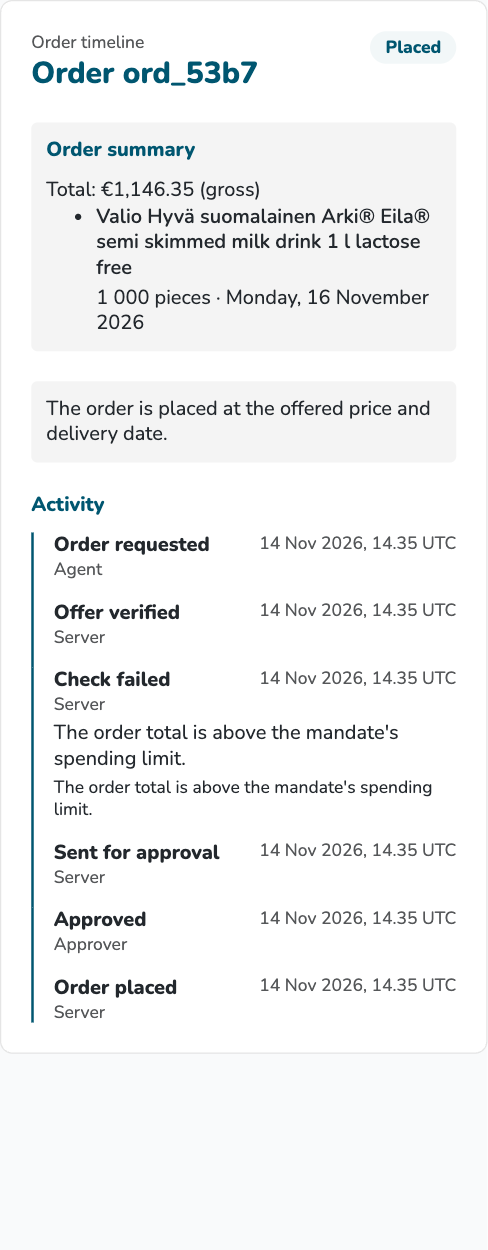 Order timeline
Placed
Order ord_53b7
Order summary
Total: €1,146.35 (gross)
• Valio Hyvä suomalainen Arki® Eila®
semi skimmed milk drink 1 l lactose
free
1 000 pieces · Monday, 16 November
2026
The order is placed at the offered price and
delivery date.
Activity
Order requested 14 Nov 2026, 14.35 UTC
Agent
Offer verified 14 Nov 2026, 14.35 UTC
Server
Check failed 14 Nov 2026, 14.35 UTC
Server
The order total is above the mandate's
spending limit.
The order total is above the mandate's spending
limit.
Sent for approval 14 Nov 2026, 14.35 UTC
Server
Approved 14 Nov 2026, 14.35 UTC
Approver
Order placed 14 Nov 2026, 14.35 UTC
Server